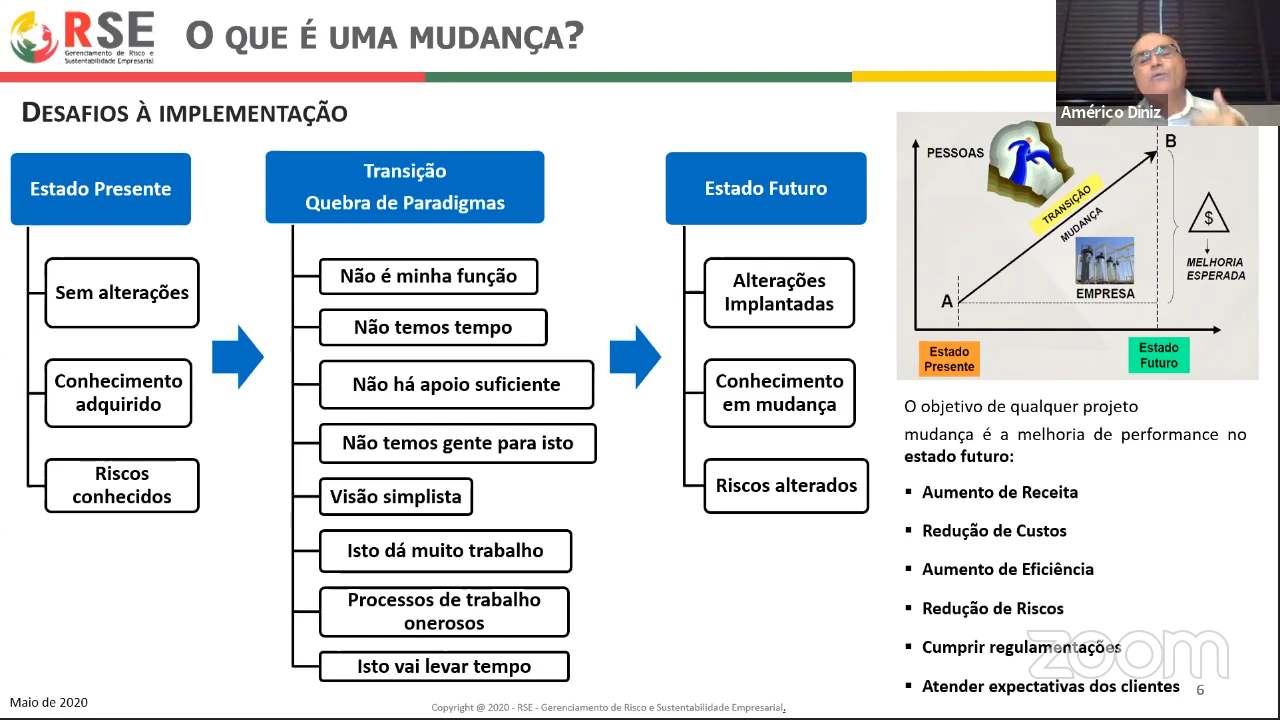 RSE
Gerenciamento de Risco e
Sustentabilidade Empresarial
O QUE É UMA MUDANÇA?
Américo Diniz
DESAFIOS À IMPLEMENTAÇÃO
Estado Presente
Sem alterações
Conhecimento
adquirido
Riscos
conhecidos
Transição
Quebra de Paradigmas
Não é minha função
Não temos tempo
Não há apoio suficiente
Não temos gente para isto
Visão simplista
Isto dá muito trabalho
Processos de trabalho
onerosos
Isto vai levar tempo
Estado Futuro
Alterações
Implantadas
Conhecimento
em mudança
Riscos alterados
PESSOAS
B
TRANSIÇÃO
MUDANÇA
$
MELHORIA
ESPERADA
EMPRESA
A
Estado
Presente
Estado
Futuro
O objetivo de qualquer projeto
mudança é a melhoria de performance no
estado futuro:
▪ Aumento de Receita
▪ Redução de Custos
▪ Aumento de Eficiência
▪ Redução de Riscos
▪ Cumprir regulamentações
▪ Atender expectativas dos clientes
zoom
Maio de 2020
Copyright @ 2020 - RSE - Gerenciamento de Risco e Sustentabilidade Empresarial.
6